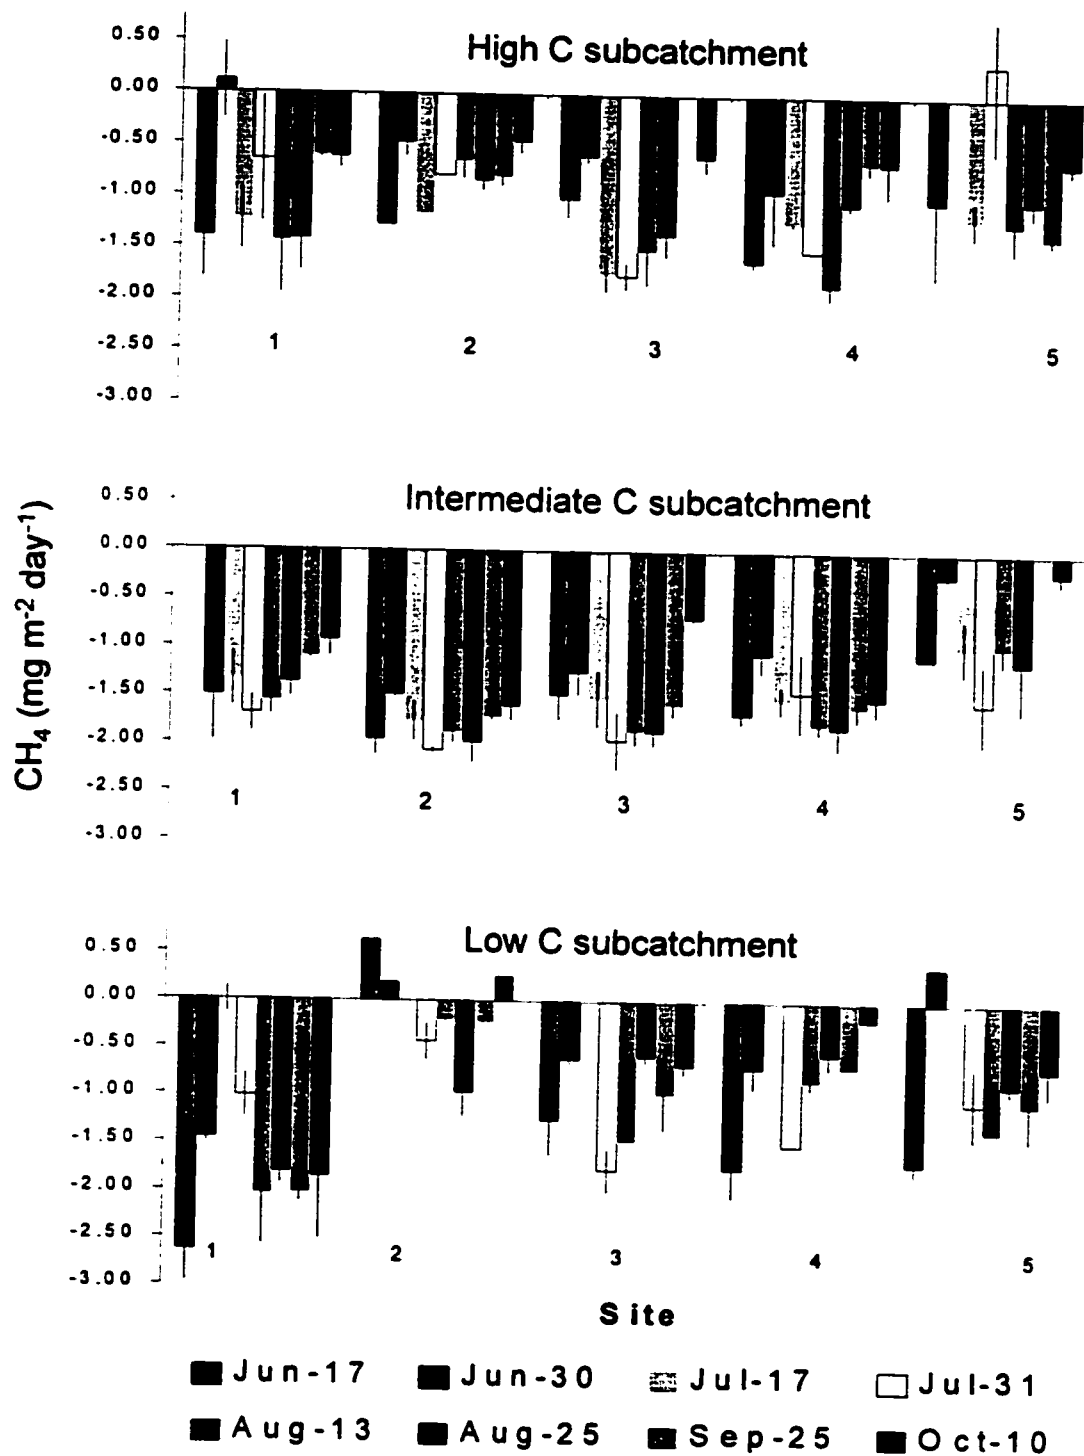 High C subcatchment
0.50
0.00
-0.50
-1.00
-1.50
-2.00
-2.50
-3.00
1 2 3 4 5
Intermediate C subcatchment
0.50
0.00
-0.50
-1.00
-1.50
-2.00
-2.50
-3.00
1 2 3 4 5
CH₄ (mg m⁻² day⁻¹)
Low C subcatchment
0.50
0.00
-0.50
-1.00
-1.50
-2.00
-2.50
-3.00
1 2 3 4 5
Site
Jun-17 Jun-30 Jul-17 Jul-31
Aug-13 Aug-25 Sep-25 Oct-10